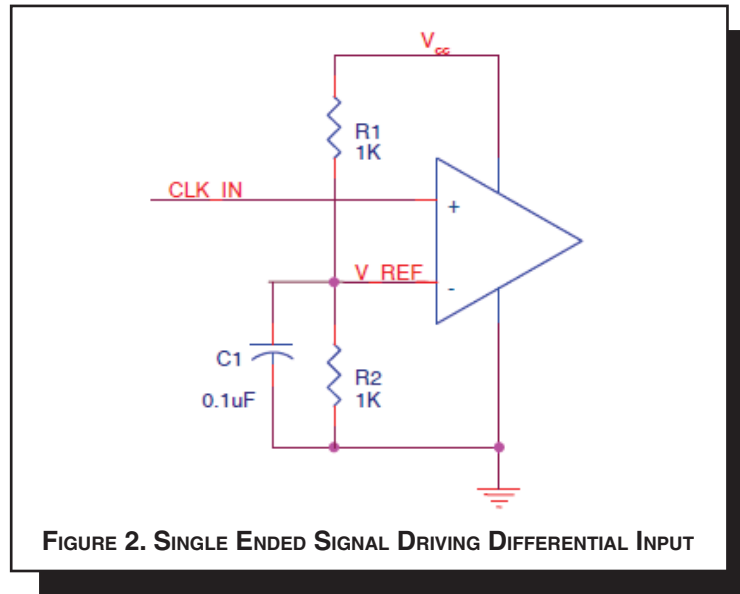 Vcc
R1
1K
CLK_IN
+
V_REF
-
C1
0.1uF
R2
1K
FIGURE 2. SINGLE ENDED SIGNAL DRIVING DIFFERENTIAL INPUT